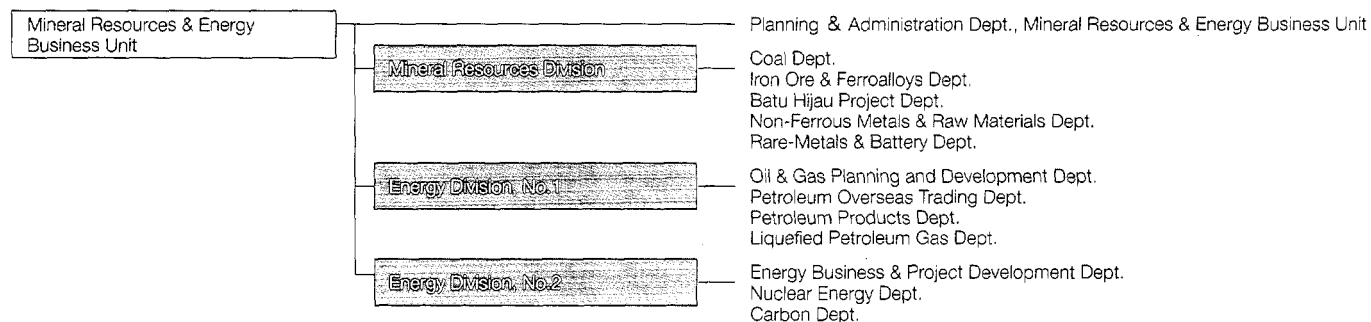 Mineral Resources & Energy
Business Unit
Planning & Administration Dept., Mineral Resources & Energy Business Unit
Mineral Resources Division
Coal Dept.
Iron Ore & Ferroalloys Dept.
Batu Hijau Project Dept.
Non-Ferrous Metals & Raw Materials Dept.
Rare-Metals & Battery Dept.
Energy Division, No.1
Oil & Gas Planning and Development Dept.
Petroleum Overseas Trading Dept.
Petroleum Products Dept.
Liquefied Petroleum Gas Dept.
Energy Division, No.2
Energy Business & Project Development Dept.
Nuclear Energy Dept.
Carbon Dept.